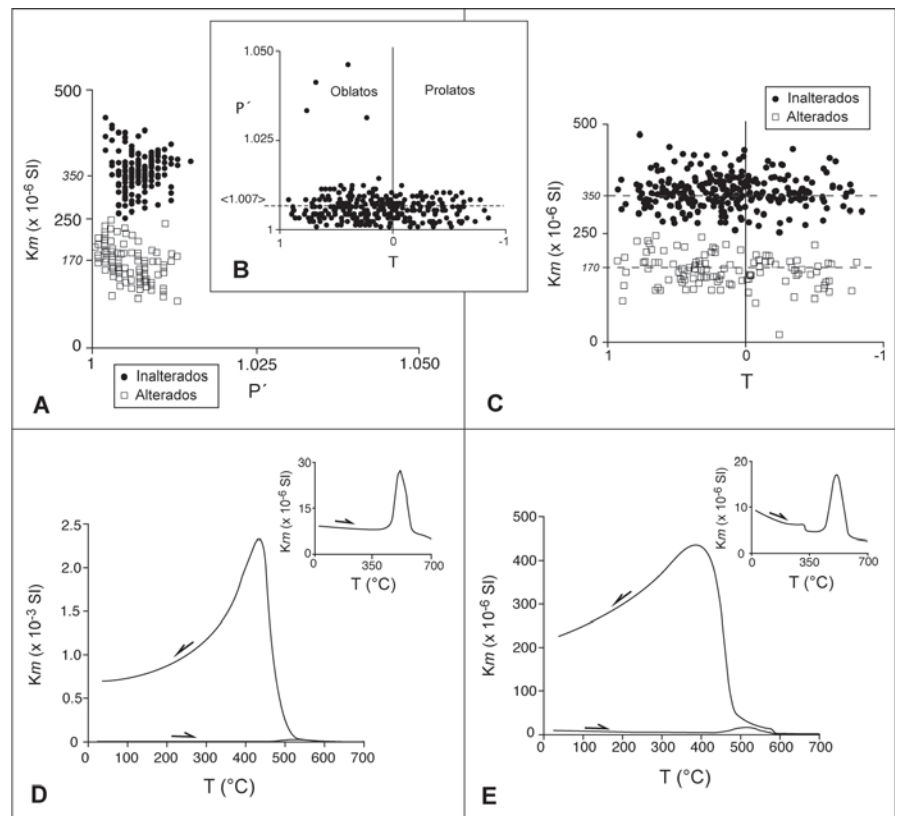 500
350
250
170
0
Km (x 10⁻⁶ SI)
1
1.025
1.050
P´
Inalterados
Alterados
A
1.050
1.025
<1.007>
1
P´
Oblatos
Prolatos
1
0
-1
T
B
Inalterados
Alterados
500
350
250
170
0
Km (x 10⁻⁶ SI)
1
0
-1
T
C
2.5
2.0
1.5
1.0
0.5
0
Km (x 10⁻³ SI)
0
100
200
300
400
500
600
700
T (°C)
30
15
0
Km (x 10⁻⁶ SI)
0
350
700
T (°C)
D
500
400
300
200
100
0
Km (x 10⁻⁶ SI)
0
100
200
300
400
500
600
700
T (°C)
20
10
0
Km (x 10⁻⁶ SI)
0
350
700
T (°C)
E